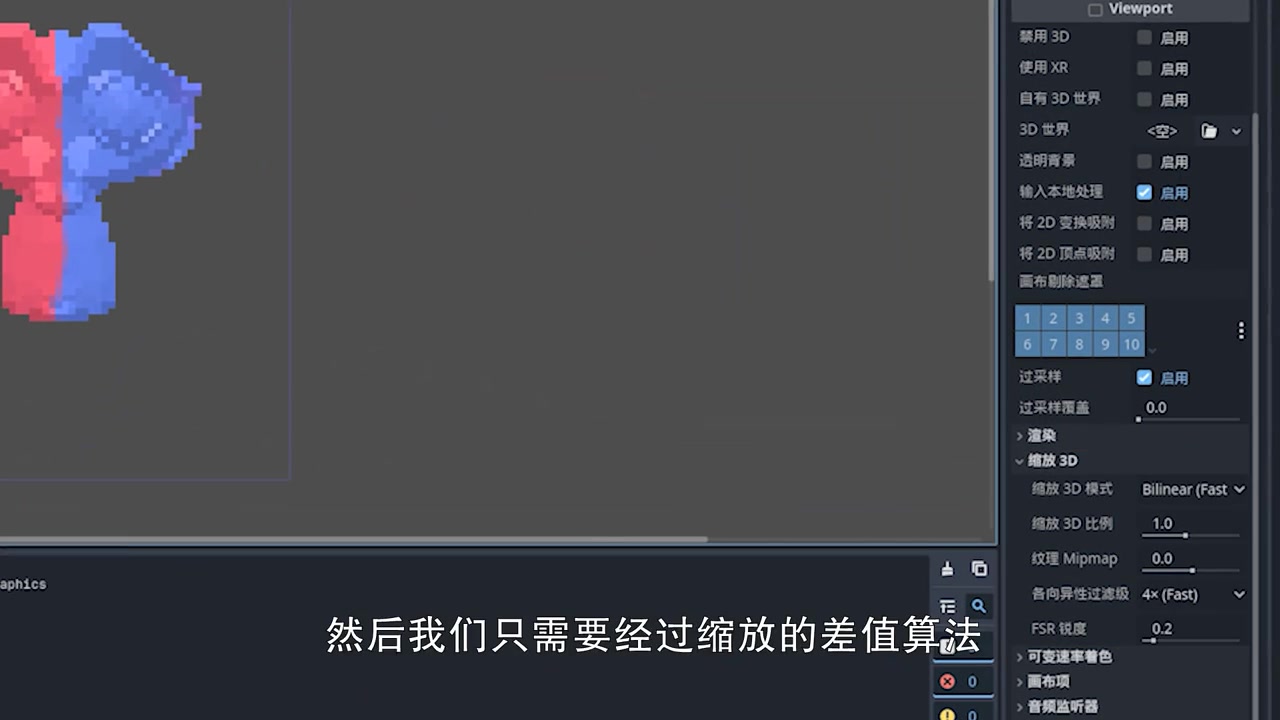 Viewport
禁用 3D 启用
使用 XR 启用
自有 3D 世界 启用
3D 世界 <空>
透明背景 启用
输入本地处理 启用
将 2D 变换吸附 启用
将 2D 顶点吸附 启用
画布剔除遮罩
1 2 3 4 5
6 7 8 9 10
过采样 启用
过采样覆盖 0.0
渲染
缩放 3D
缩放 3D 模式 Bilinear (Fast
缩放 3D 比例 1.0
纹理 Mipmap 0.0
各向异性过滤级 4× (Fast)
FSR 锐度 0.2
可变速率着色
画布项
音频监听器
aphics
然后我们只需要经过缩放的差值算法
0
0